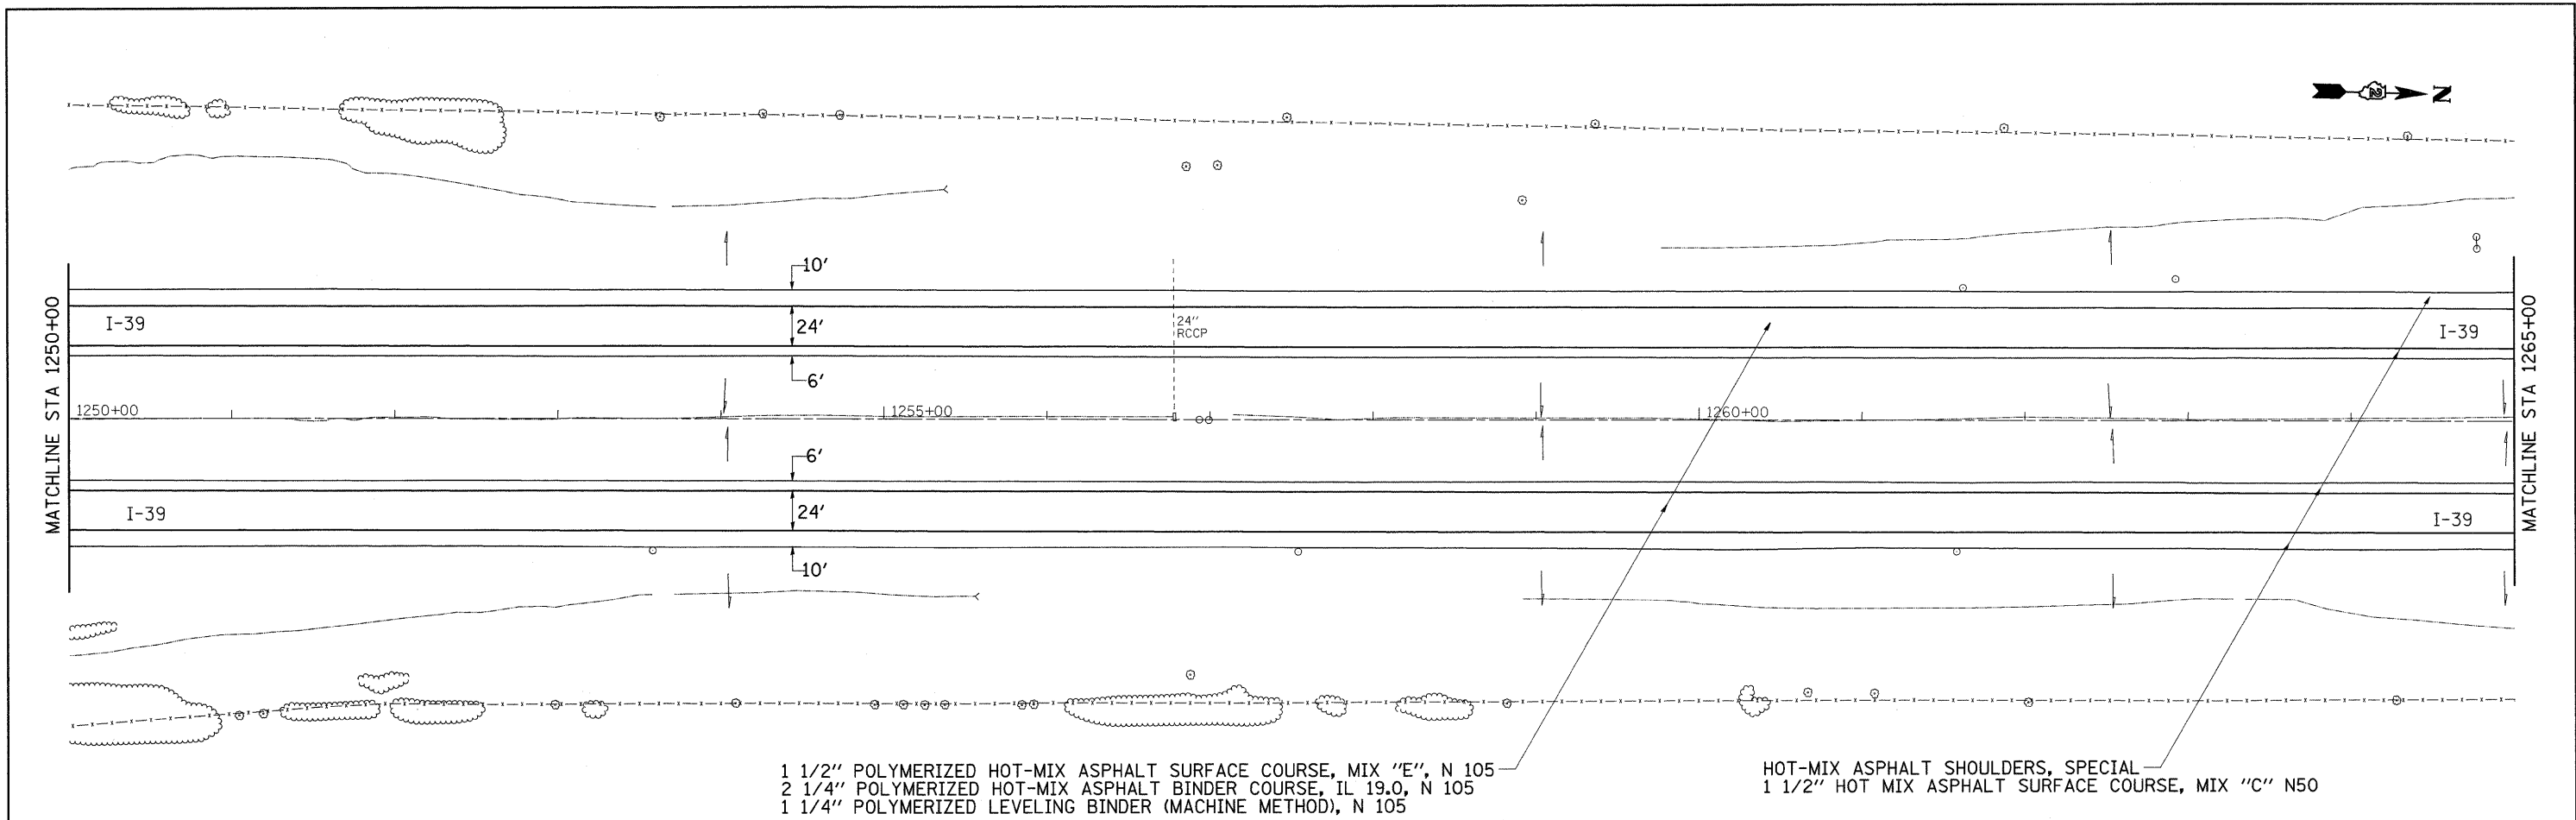 N
10'
I-39
24'
24"
RCCP
I-39
6'
MATCHLINE STA 1250+00
MATCHLINE STA 1265+00
1250+00
1255+00
1260+00
6'
I-39
24'
I-39
10'
1 1/2" POLYMERIZED HOT-MIX ASPHALT SURFACE COURSE, MIX "E", N 105
2 1/4" POLYMERIZED HOT-MIX ASPHALT BINDER COURSE, IL 19.0, N 105
1 1/4" POLYMERIZED LEVELING BINDER (MACHINE METHOD), N 105
HOT-MIX ASPHALT SHOULDERS, SPECIAL
1 1/2" HOT MIX ASPHALT SURFACE COURSE, MIX "C" N50